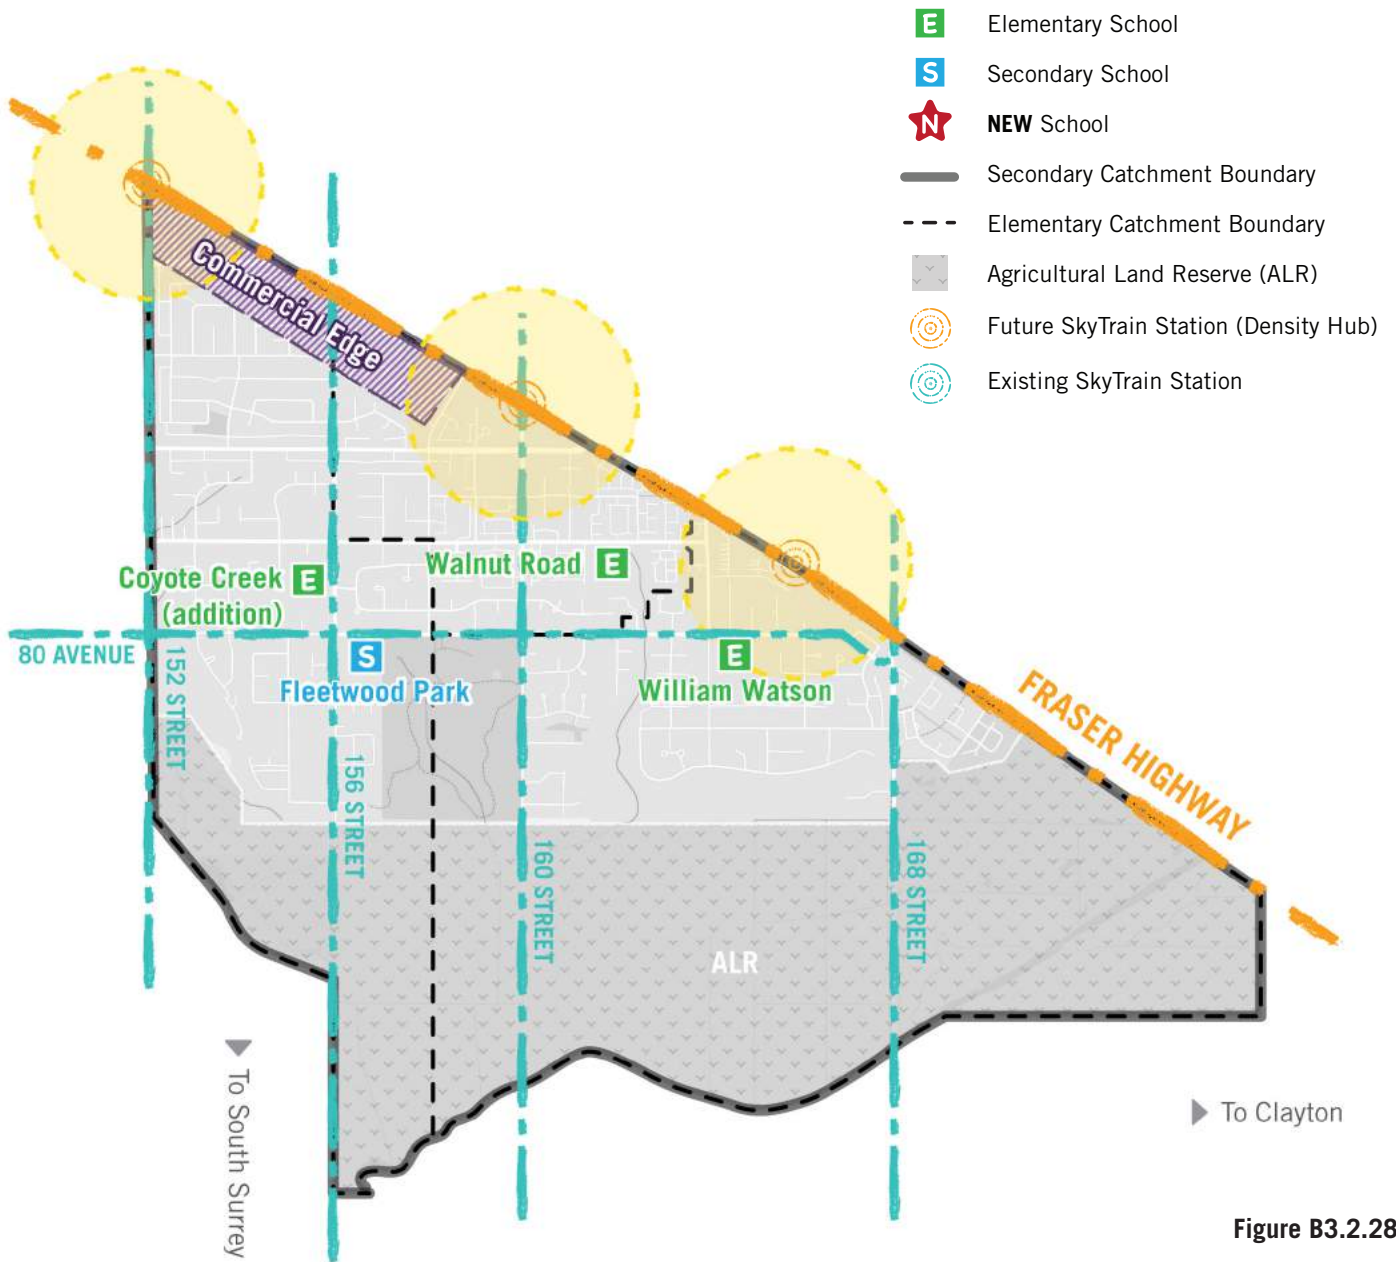 E Elementary School
S Secondary School
N NEW School
Secondary Catchment Boundary
Elementary Catchment Boundary
Agricultural Land Reserve (ALR)
Future SkyTrain Station (Density Hub)
Existing SkyTrain Station
Commercial Edge
Walnut Road E
Coyote Creek E
(addition)
80 AVENUE
S
Fleetwood Park
E
William Watson
152 STREET
156 STREET
160 STREET
168 STREET
FRASER HIGHWAY
ALR
To South Surrey
To Clayton
Figure B3.2.28